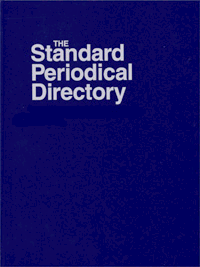 THE
Standard
Periodical
Directory